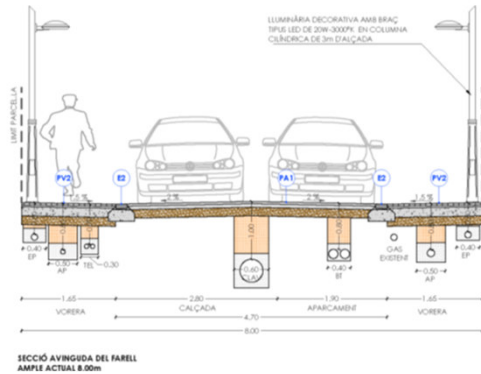 LLUMINÀRIA DECORATIVA AMB BRAÇ
TIPUS LED DE 20W-3000ºK EN COLUMNA
CILÍNDRICA DE 3m D'ALÇADA
LÍMIT PARCEL·LA
PV2 E2 PA1 E2 PV2
1.5% 2% 2% 1.5%
1.00
0.40
EP
0.50
AP
TEL
0.30
0.60
CLAV
0.40
BT
GAS
EXISTENT
0.50
AP
0.40
EP
1.65 2.80 1.90 1.65
VORERA CALÇADA APARCAMENT VORERA
4.70
8.00
SECCIÓ AVINGUDA DEL FARELL
AMPLE ACTUAL 8.00m